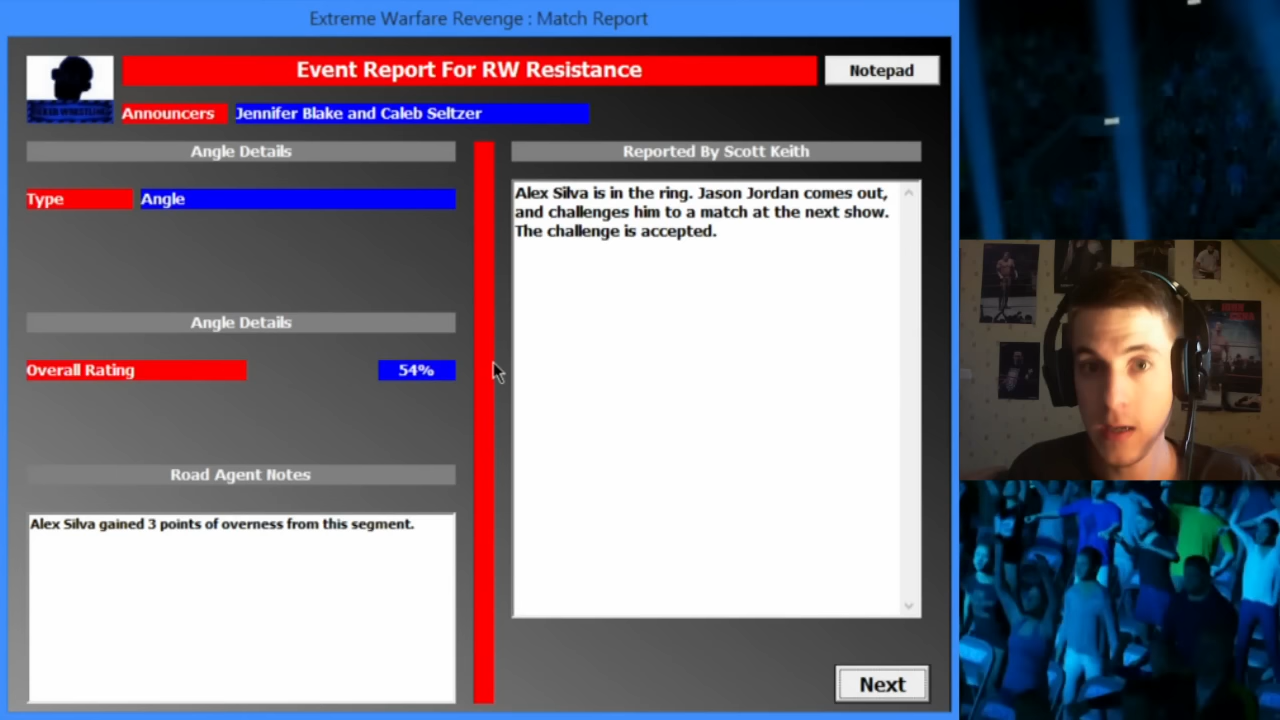 Extreme Warfare Revenge : Match Report
Event Report For RW Resistance
Notepad
Announcers
Jennifer Blake and Caleb Seltzer
Angle Details
Reported By Scott Keith
Type
Angle
Alex Silva is in the ring. Jason Jordan comes out,
and challenges him to a match at the next show.
The challenge is accepted.
Angle Details
Overall Rating
54%
Road Agent Notes
Alex Silva gained 3 points of overness from this segment.
Next